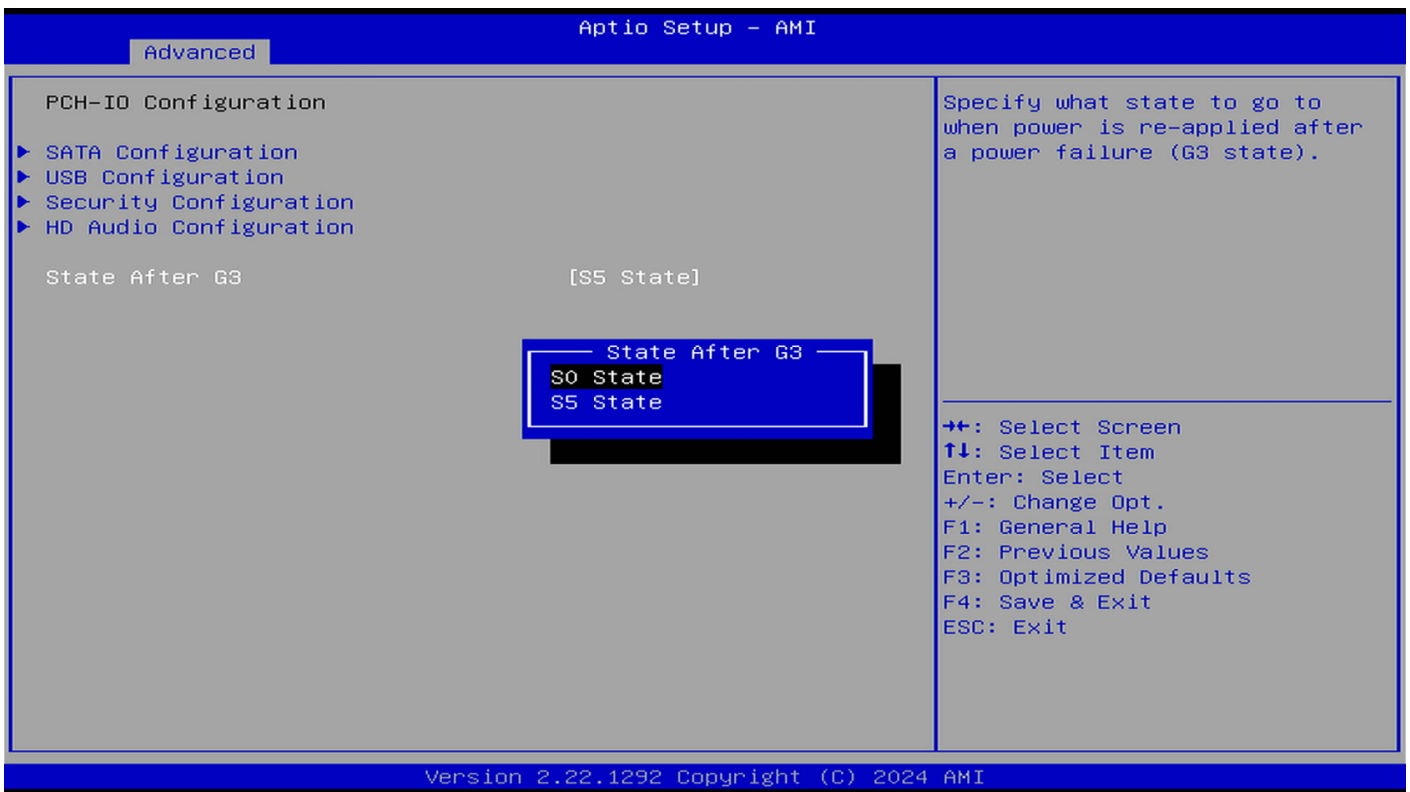 Aptio Setup – AMI
Advanced
PCH-IO Configuration
SATA Configuration
USB Configuration
Security Configuration
HD Audio Configuration
State After G3 [S5 State]
State After G3
S0 State
S5 State
Specify what state to go to
when power is re-applied after
a power failure (G3 state).
→←: Select Screen
↑↓: Select Item
Enter: Select
+/-: Change Opt.
F1: General Help
F2: Previous Values
F3: Optimized Defaults
F4: Save & Exit
ESC: Exit
Version 2.22.1292 Copyright (C) 2024 AMI